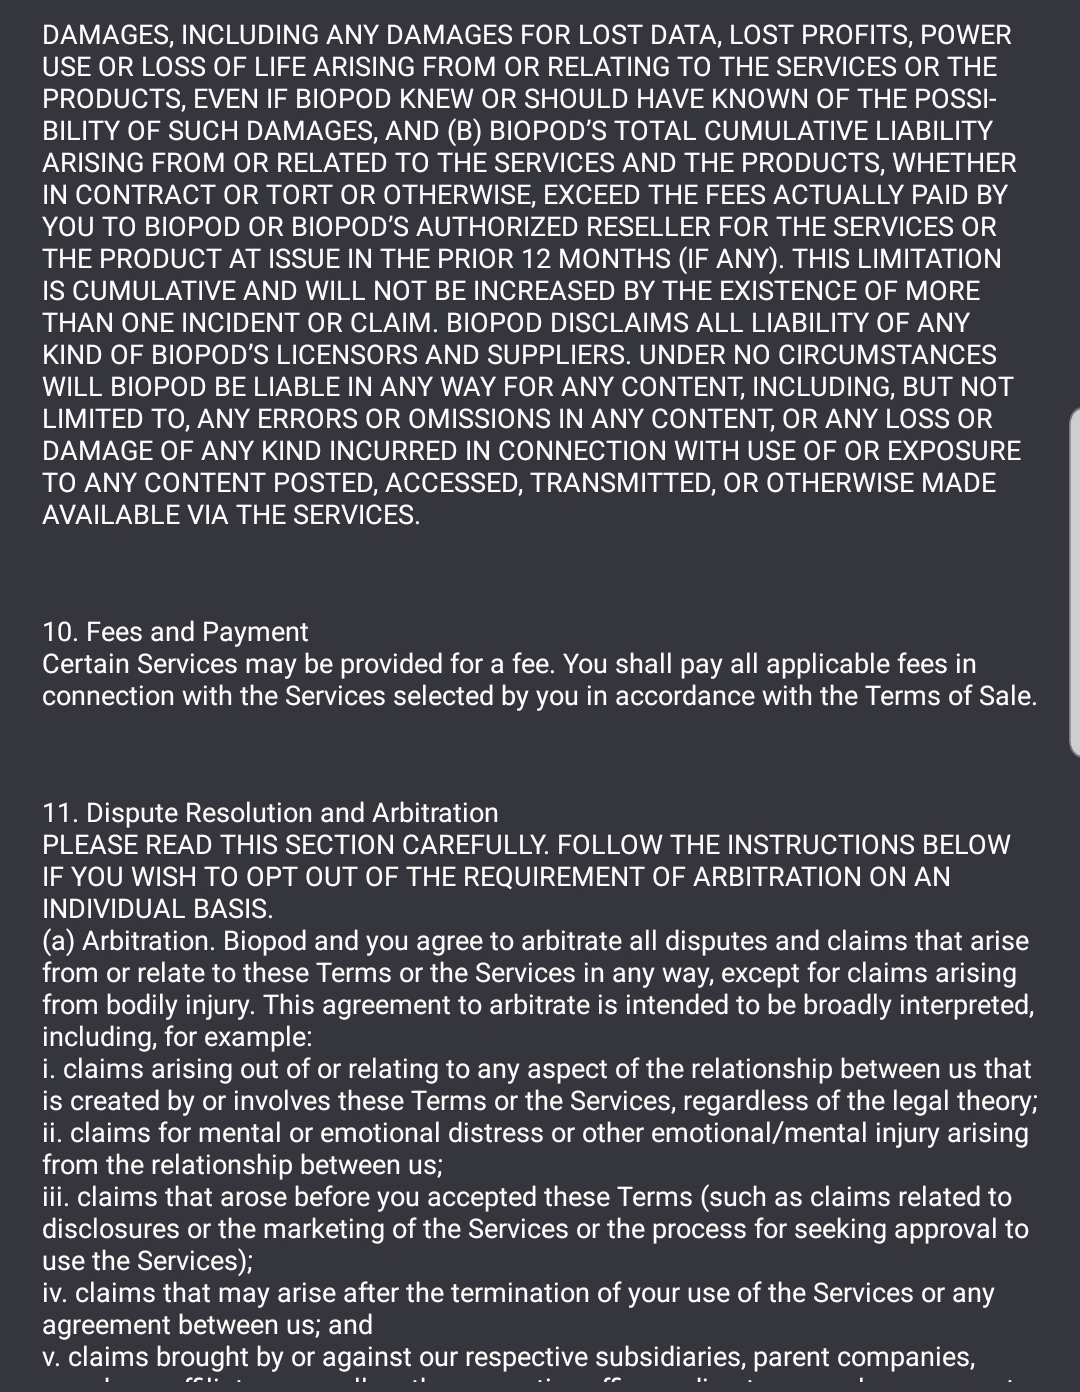 DAMAGES, INCLUDING ANY DAMAGES FOR LOST DATA, LOST PROFITS, POWER
USE OR LOSS OF LIFE ARISING FROM OR RELATING TO THE SERVICES OR THE
PRODUCTS, EVEN IF BIOPOD KNEW OR SHOULD HAVE KNOWN OF THE POSSI-
BILITY OF SUCH DAMAGES, AND (B) BIOPOD’S TOTAL CUMULATIVE LIABILITY
ARISING FROM OR RELATED TO THE SERVICES AND THE PRODUCTS, WHETHER
IN CONTRACT OR TORT OR OTHERWISE, EXCEED THE FEES ACTUALLY PAID BY
YOU TO BIOPOD OR BIOPOD’S AUTHORIZED RESELLER FOR THE SERVICES OR
THE PRODUCT AT ISSUE IN THE PRIOR 12 MONTHS (IF ANY). THIS LIMITATION
IS CUMULATIVE AND WILL NOT BE INCREASED BY THE EXISTENCE OF MORE
THAN ONE INCIDENT OR CLAIM. BIOPOD DISCLAIMS ALL LIABILITY OF ANY
KIND OF BIOPOD’S LICENSORS AND SUPPLIERS. UNDER NO CIRCUMSTANCES
WILL BIOPOD BE LIABLE IN ANY WAY FOR ANY CONTENT, INCLUDING, BUT NOT
LIMITED TO, ANY ERRORS OR OMISSIONS IN ANY CONTENT, OR ANY LOSS OR
DAMAGE OF ANY KIND INCURRED IN CONNECTION WITH USE OF OR EXPOSURE
TO ANY CONTENT POSTED, ACCESSED, TRANSMITTED, OR OTHERWISE MADE
AVAILABLE VIA THE SERVICES.
10. Fees and Payment
Certain Services may be provided for a fee. You shall pay all applicable fees in
connection with the Services selected by you in accordance with the Terms of Sale.
11. Dispute Resolution and Arbitration
PLEASE READ THIS SECTION CAREFULLY. FOLLOW THE INSTRUCTIONS BELOW
IF YOU WISH TO OPT OUT OF THE REQUIREMENT OF ARBITRATION ON AN
INDIVIDUAL BASIS.
(a) Arbitration. Biopod and you agree to arbitrate all disputes and claims that arise
from or relate to these Terms or the Services in any way, except for claims arising
from bodily injury. This agreement to arbitrate is intended to be broadly interpreted,
including, for example:
i. claims arising out of or relating to any aspect of the relationship between us that
is created by or involves these Terms or the Services, regardless of the legal theory;
ii. claims for mental or emotional distress or other emotional/mental injury arising
from the relationship between us;
iii. claims that arose before you accepted these Terms (such as claims related to
disclosures or the marketing of the Services or the process for seeking approval to
use the Services);
iv. claims that may arise after the termination of your use of the Services or any
agreement between us; and
v. claims brought by or against our respective subsidiaries, parent companies,